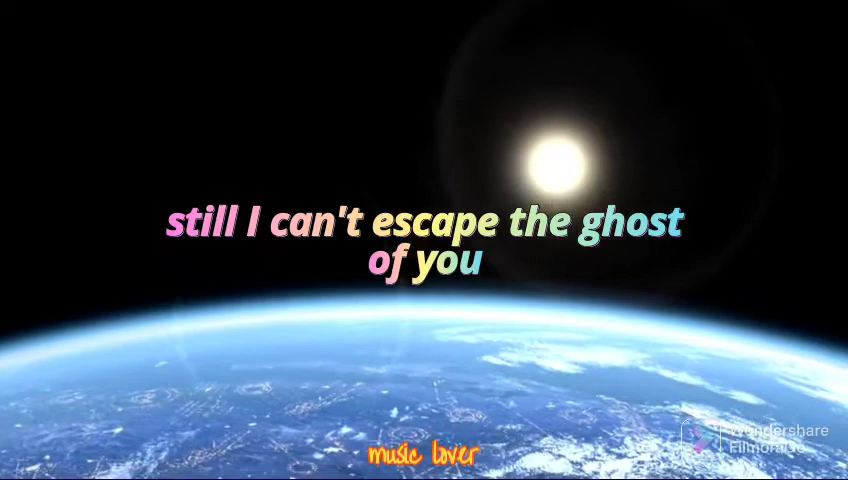 still I can't escape the ghost
of you
Wondershare
FilmoraGo
music lover